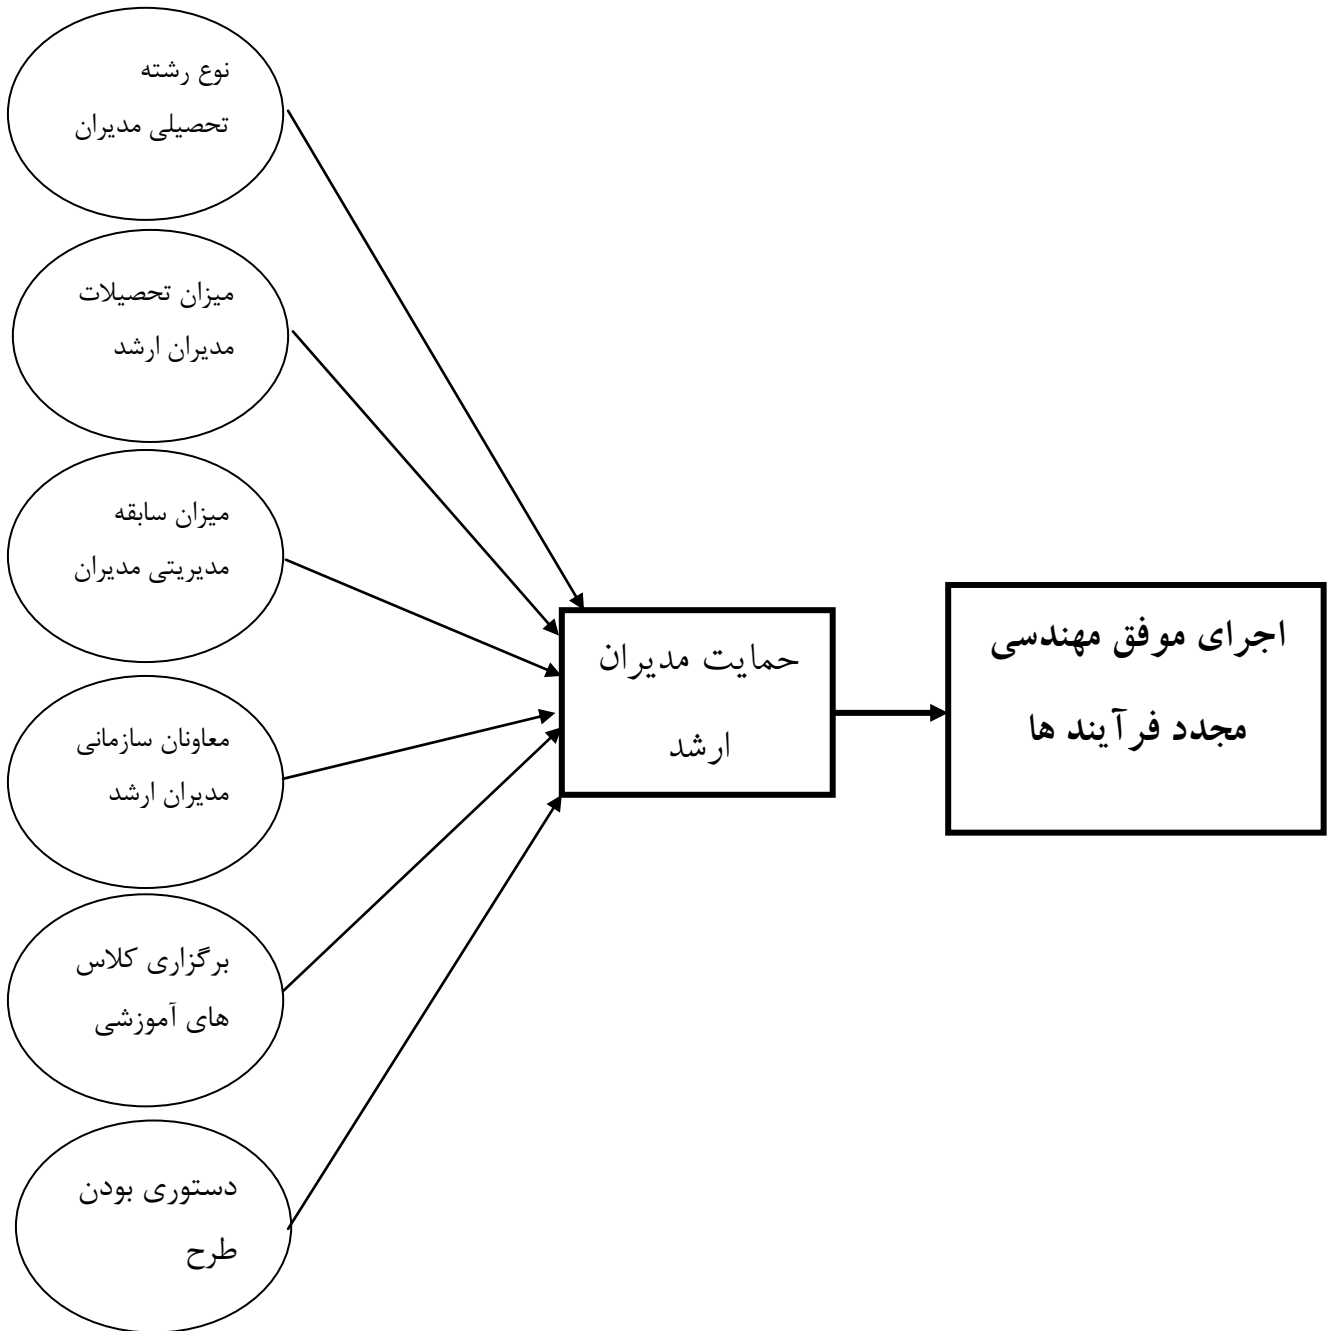 نوع رشته
تحصیلی مدیران
میزان تحصیلات
مدیران ارشد
میزان سابقه
مدیریتی مدیران
معاونان سازمانی
مدیران ارشد
برگزاری کلاس
های آموزشی
دستوری بودن
طرح
حمایت مدیران
ارشد
اجرای موفق مهندسی
مجدد فرآیند ها